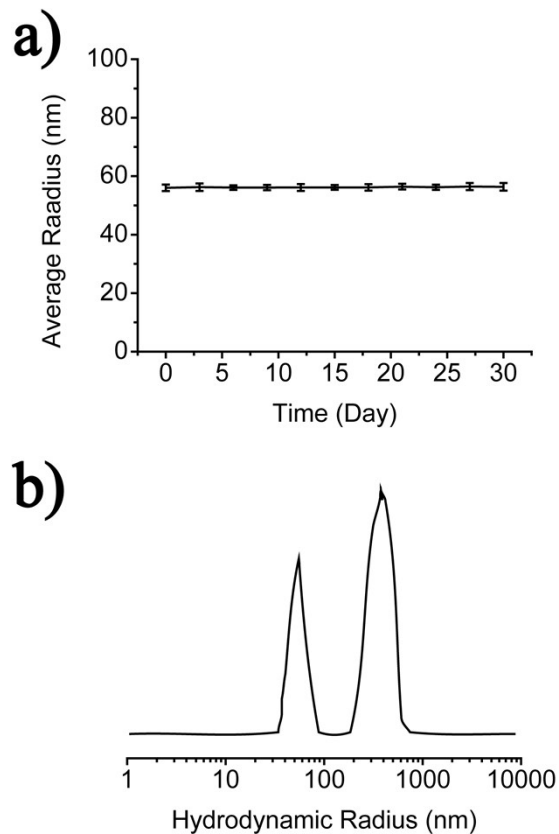 a)
100
80
60
40
20
0
Average Raadius (nm)
0 5 10 15 20 25 30
Time (Day)
b)
1 10 100 1000 10000
Hydrodynamic Radius (nm)